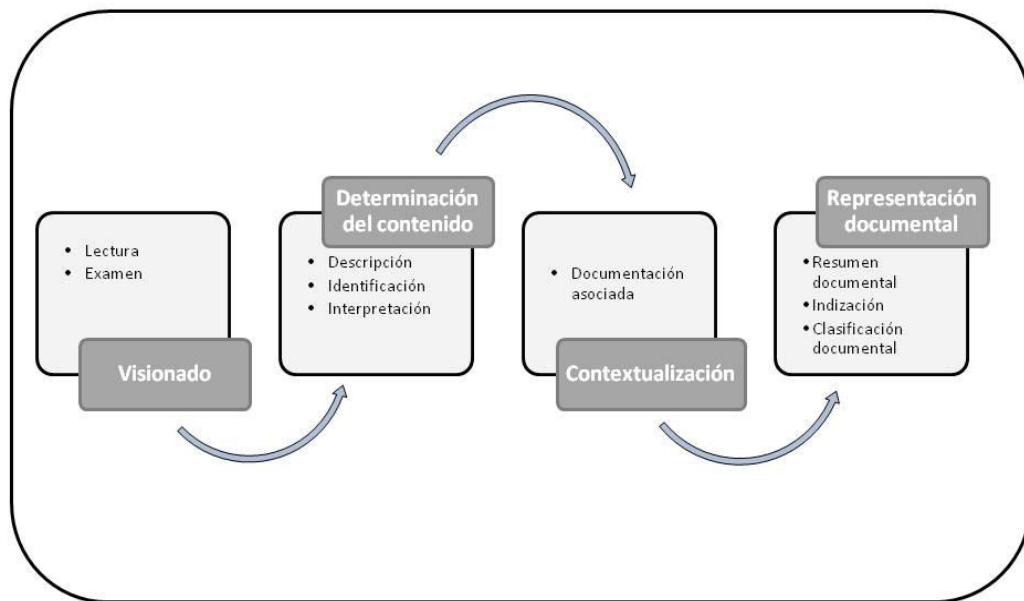 Lectura
Examen
Visionado
Determinación
del contenido
Descripción
Identificación
Interpretación
Documentación
asociada
Contextualización
Representación
documental
Resumen
documental
Indización
Clasificación
documental